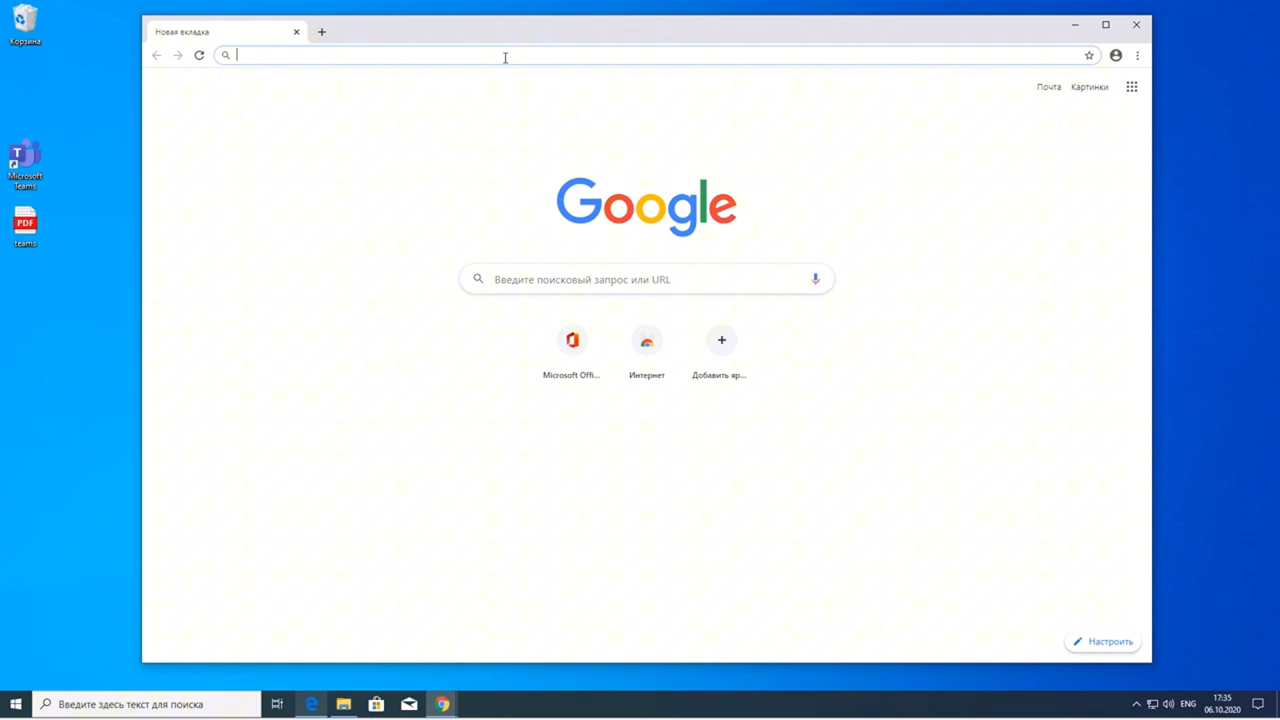 Корзина
Microsoft
Teams
PDF
teams
Новая вкладка
Почта Картинки
Google
Введите поисковый запрос или URL
Microsoft Offi...
Интернет
Добавить яр...
Настроить
Введите здесь текст для поиска
ENG
17:35
06.10.2020